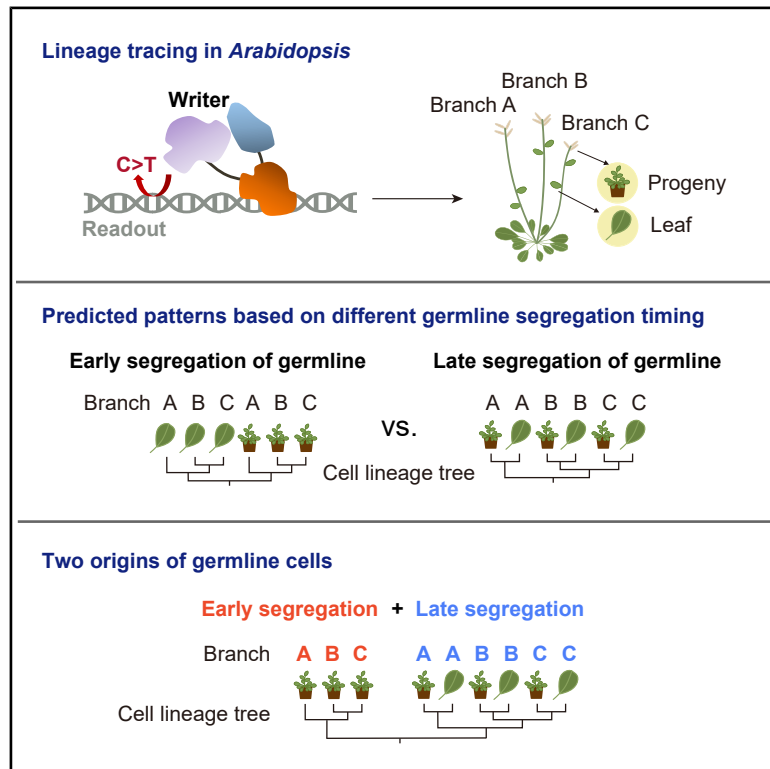 Lineage tracing in Arabidopsis
Writer
C>T
Readout
Branch A
Branch B
Branch C
Progeny
Leaf
Predicted patterns based on different germline segregation timing
Early segregation of germline
Late segregation of germline
Branch A B C A B C
A A B B C C
vs.
Cell lineage tree
Two origins of germline cells
Early segregation + Late segregation
Branch A B C A A B B C C
Cell lineage tree